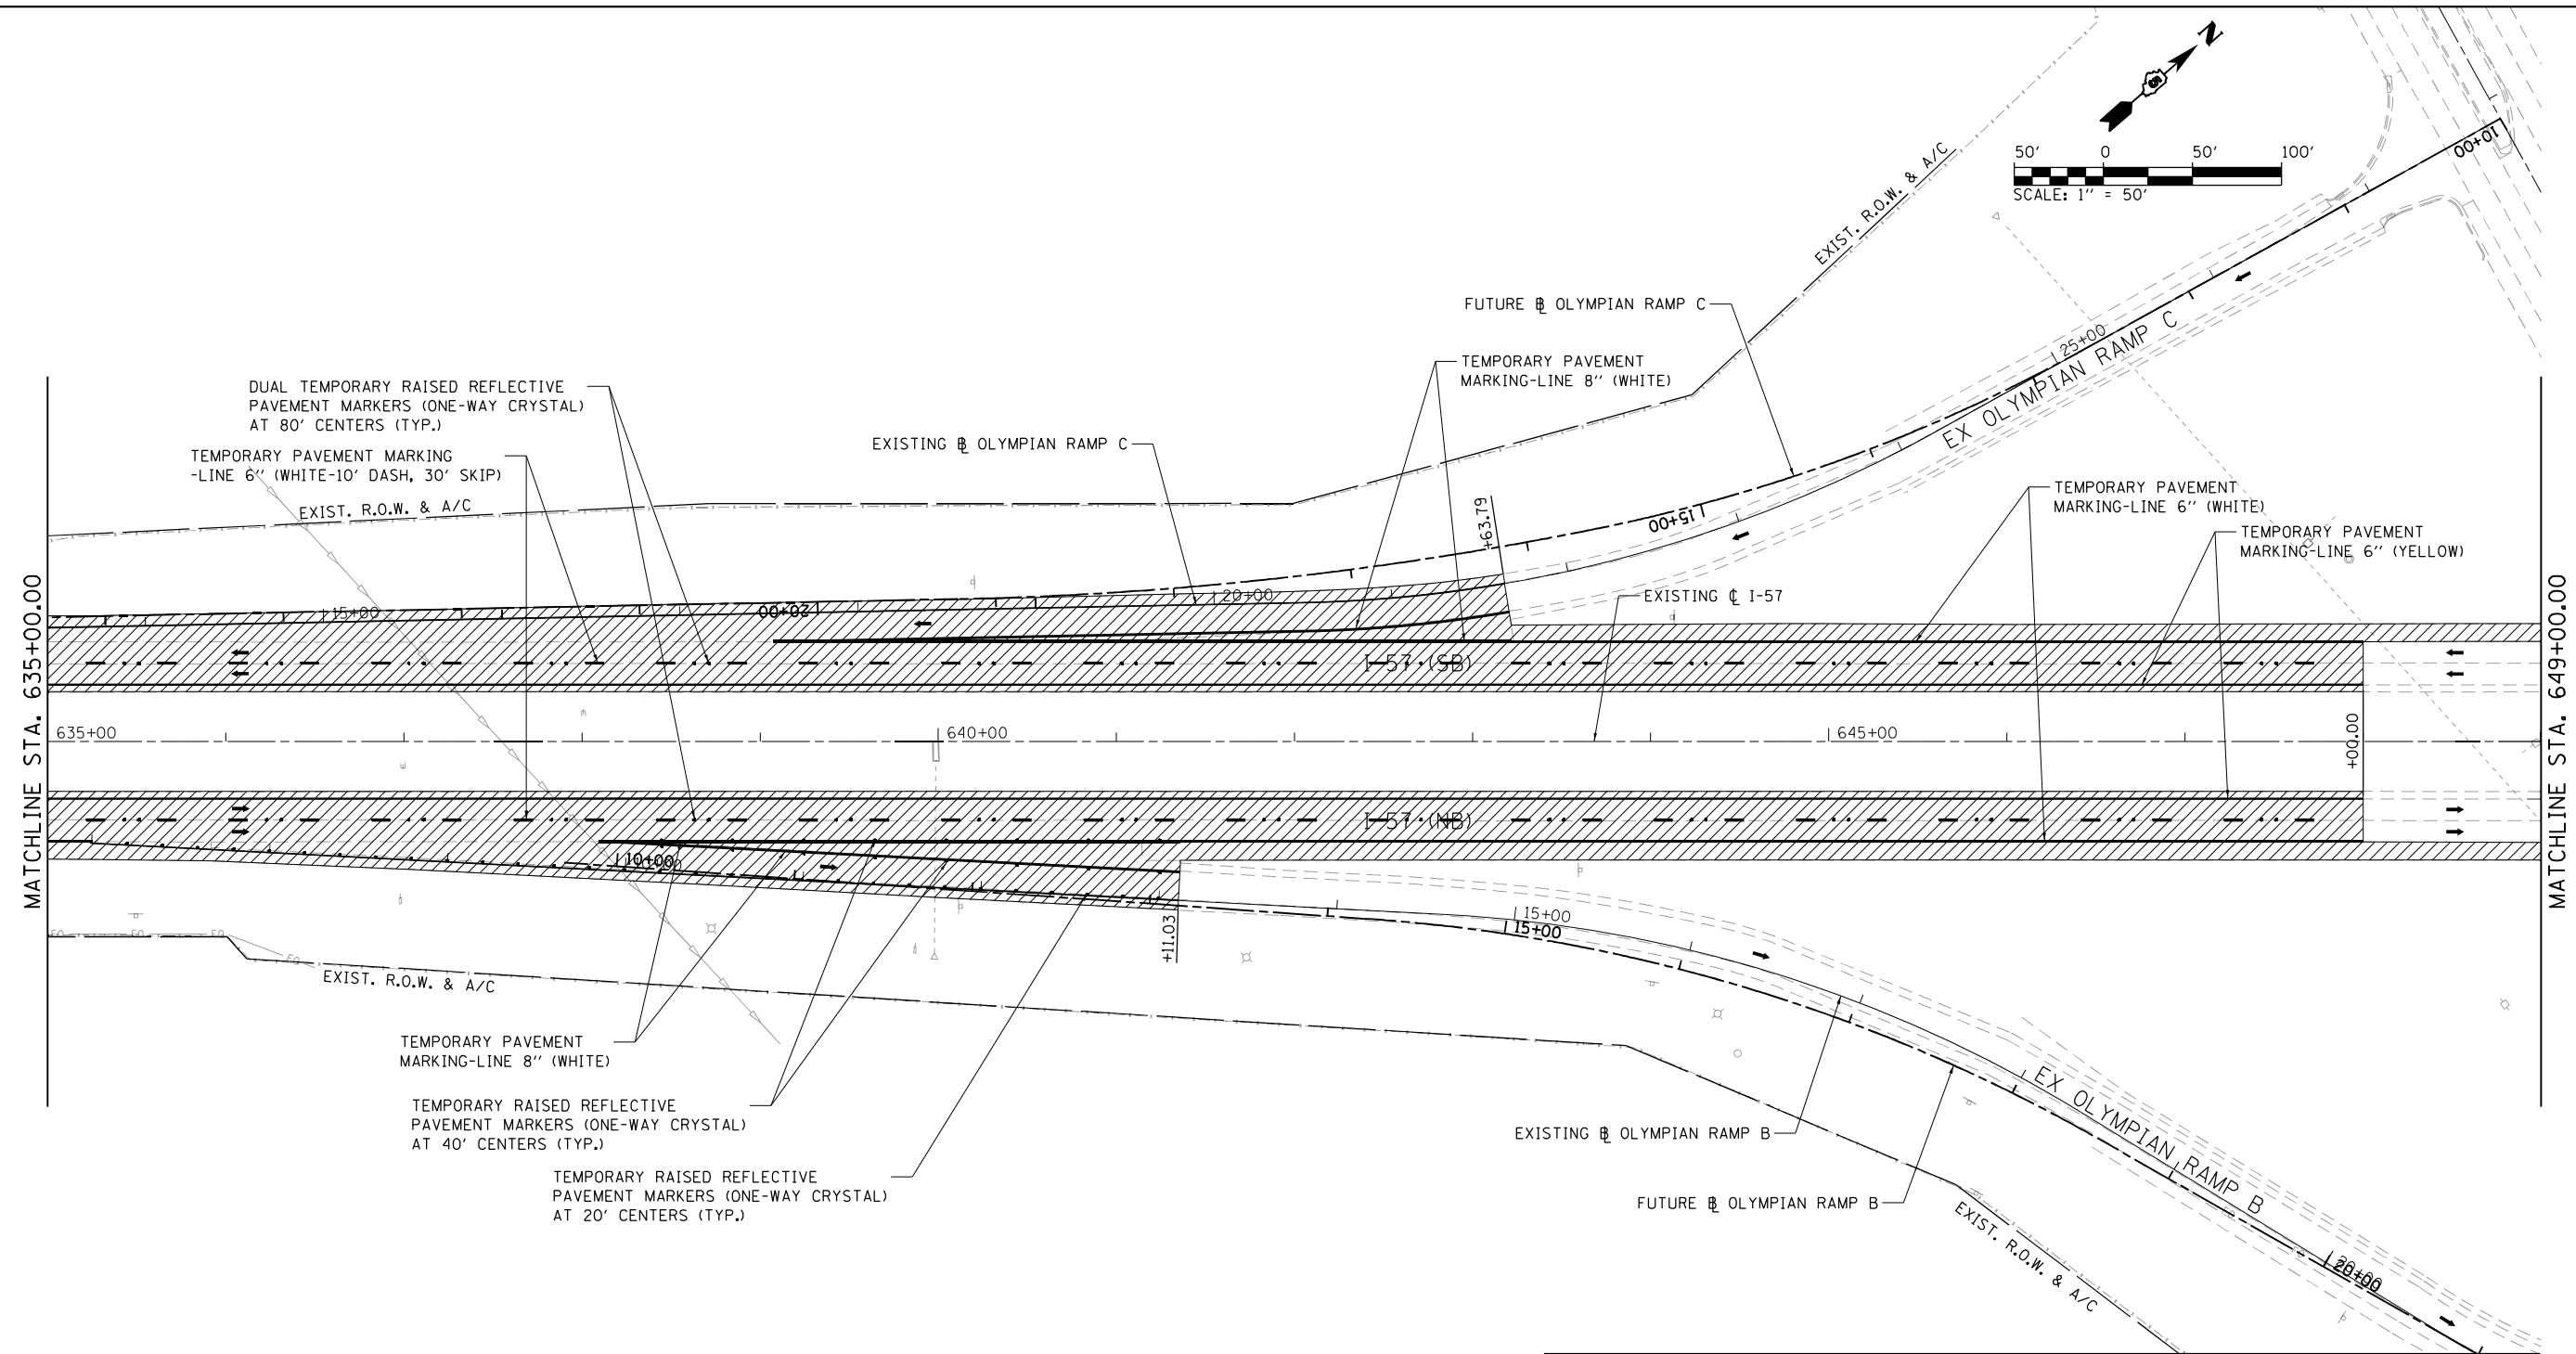 N
50' 0 50' 100'
SCALE: 1" = 50'
10+00
EXIST. R.O.W. & A/C
FUTURE ⅊ OLYMPIAN RAMP C
TEMPORARY PAVEMENT
MARKING-LINE 8" (WHITE)
25+00
EX OLYMPIAN RAMP C
DUAL TEMPORARY RAISED REFLECTIVE
PAVEMENT MARKERS (ONE-WAY CRYSTAL)
AT 80' CENTERS (TYP.)
EXISTING ⅊ OLYMPIAN RAMP C
TEMPORARY PAVEMENT MARKING
-LINE 6" (WHITE-10' DASH, 30' SKIP)
EXIST. R.O.W. & A/C
+63.79
15+00
TEMPORARY PAVEMENT
MARKING-LINE 6" (WHITE)
TEMPORARY PAVEMENT
MARKING-LINE 6" (YELLOW)
15+00
20+00
20+00
EXISTING ℄ I-57
I-57 (SB)
MATCHLINE STA. 635+00.00
MATCHLINE STA. 649+00.00
635+00
640+00
645+00
+00.00
I-57 (NB)
10+00
+11.03
15+00
15+00
EO EO EO
EO
EXIST. R.O.W. & A/C
TEMPORARY PAVEMENT
MARKING-LINE 8" (WHITE)
TEMPORARY RAISED REFLECTIVE
PAVEMENT MARKERS (ONE-WAY CRYSTAL)
AT 40' CENTERS (TYP.)
TEMPORARY RAISED REFLECTIVE
PAVEMENT MARKERS (ONE-WAY CRYSTAL)
AT 20' CENTERS (TYP.)
EXISTING ⅊ OLYMPIAN RAMP B
FUTURE ⅊ OLYMPIAN RAMP B
EX OLYMPIAN RAMP B
EXIST. R.O.W. & A/C
20+00
20+00